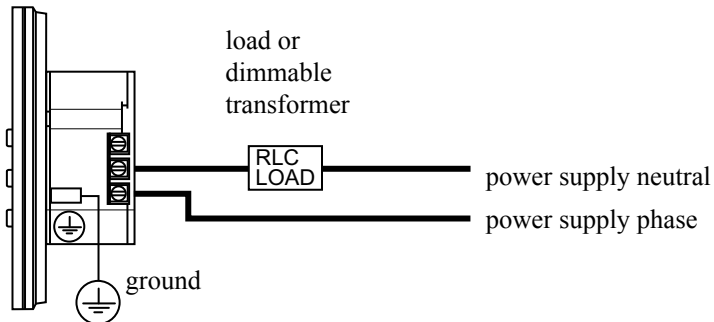 load or
dimmable
transformer
RLC
LOAD
power supply neutral
power supply phase
ground